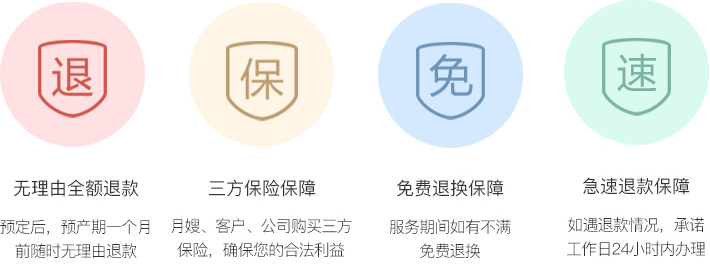 退
保
免
速
无理由全额退款
三方保险保障
免费退换保障
急速退款保障
预定后，预产期一个月
前随时无理由退款
月嫂、客户、公司购买三方
保险，确保您的合法利益
服务期间如有不满
免费退换
如遇退款情况，承诺
工作日24小时内办理